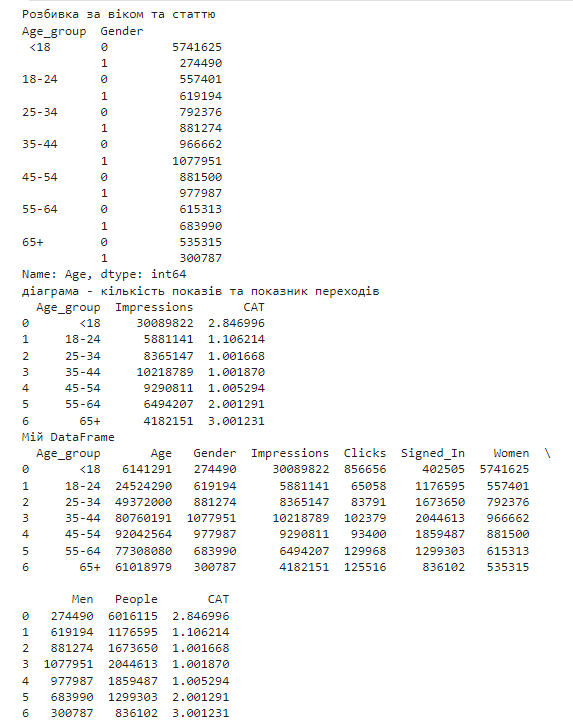 Розбивка за віком та статтю
Age_group  Gender
 <18       0         5741625
           1          274490
18-24      0          557401
           1          619194
25-34      0          792376
           1          881274
35-44      0          966662
           1         1077951
45-54      0          881500
           1          977987
55-64      0          615313
           1          683990
65+        0          535315
           1          300787
Name: Age, dtype: int64
діаграма - кількість показів та показник переходів
  Age_group  Impressions       CAT
0       <18     30089822  2.846996
1     18-24      5881141  1.106214
2     25-34      8365147  1.001668
3     35-44     10218789  1.001870
4     45-54      9290811  1.005294
5     55-64      6494207  2.001291
6       65+      4182151  3.001231
Мій DataFrame
  Age_group       Age   Gender  Impressions  Clicks  Signed_In    Women  \
0       <18   6141291   274490     30089822  856656     402505  5741625
1     18-24  24524290   619194      5881141   65058    1176595   557401
2     25-34  49372000   881274      8365147   83791    1673650   792376
3     35-44  80760191  1077951     10218789  102379    2044613   966662
4     45-54  92042564   977987      9290811   93400    1859487   881500
5     55-64  77308080   683990      6494207  129968    1299303   615313
6       65+  61018979   300787      4182151  125516     836102   535315
       Men   People       CAT
0   274490  6016115  2.846996
1   619194  1176595  1.106214
2   881274  1673650  1.001668
3  1077951  2044613  1.001870
4   977987  1859487  1.005294
5   683990  1299303  2.001291
6   300787   836102  3.001231